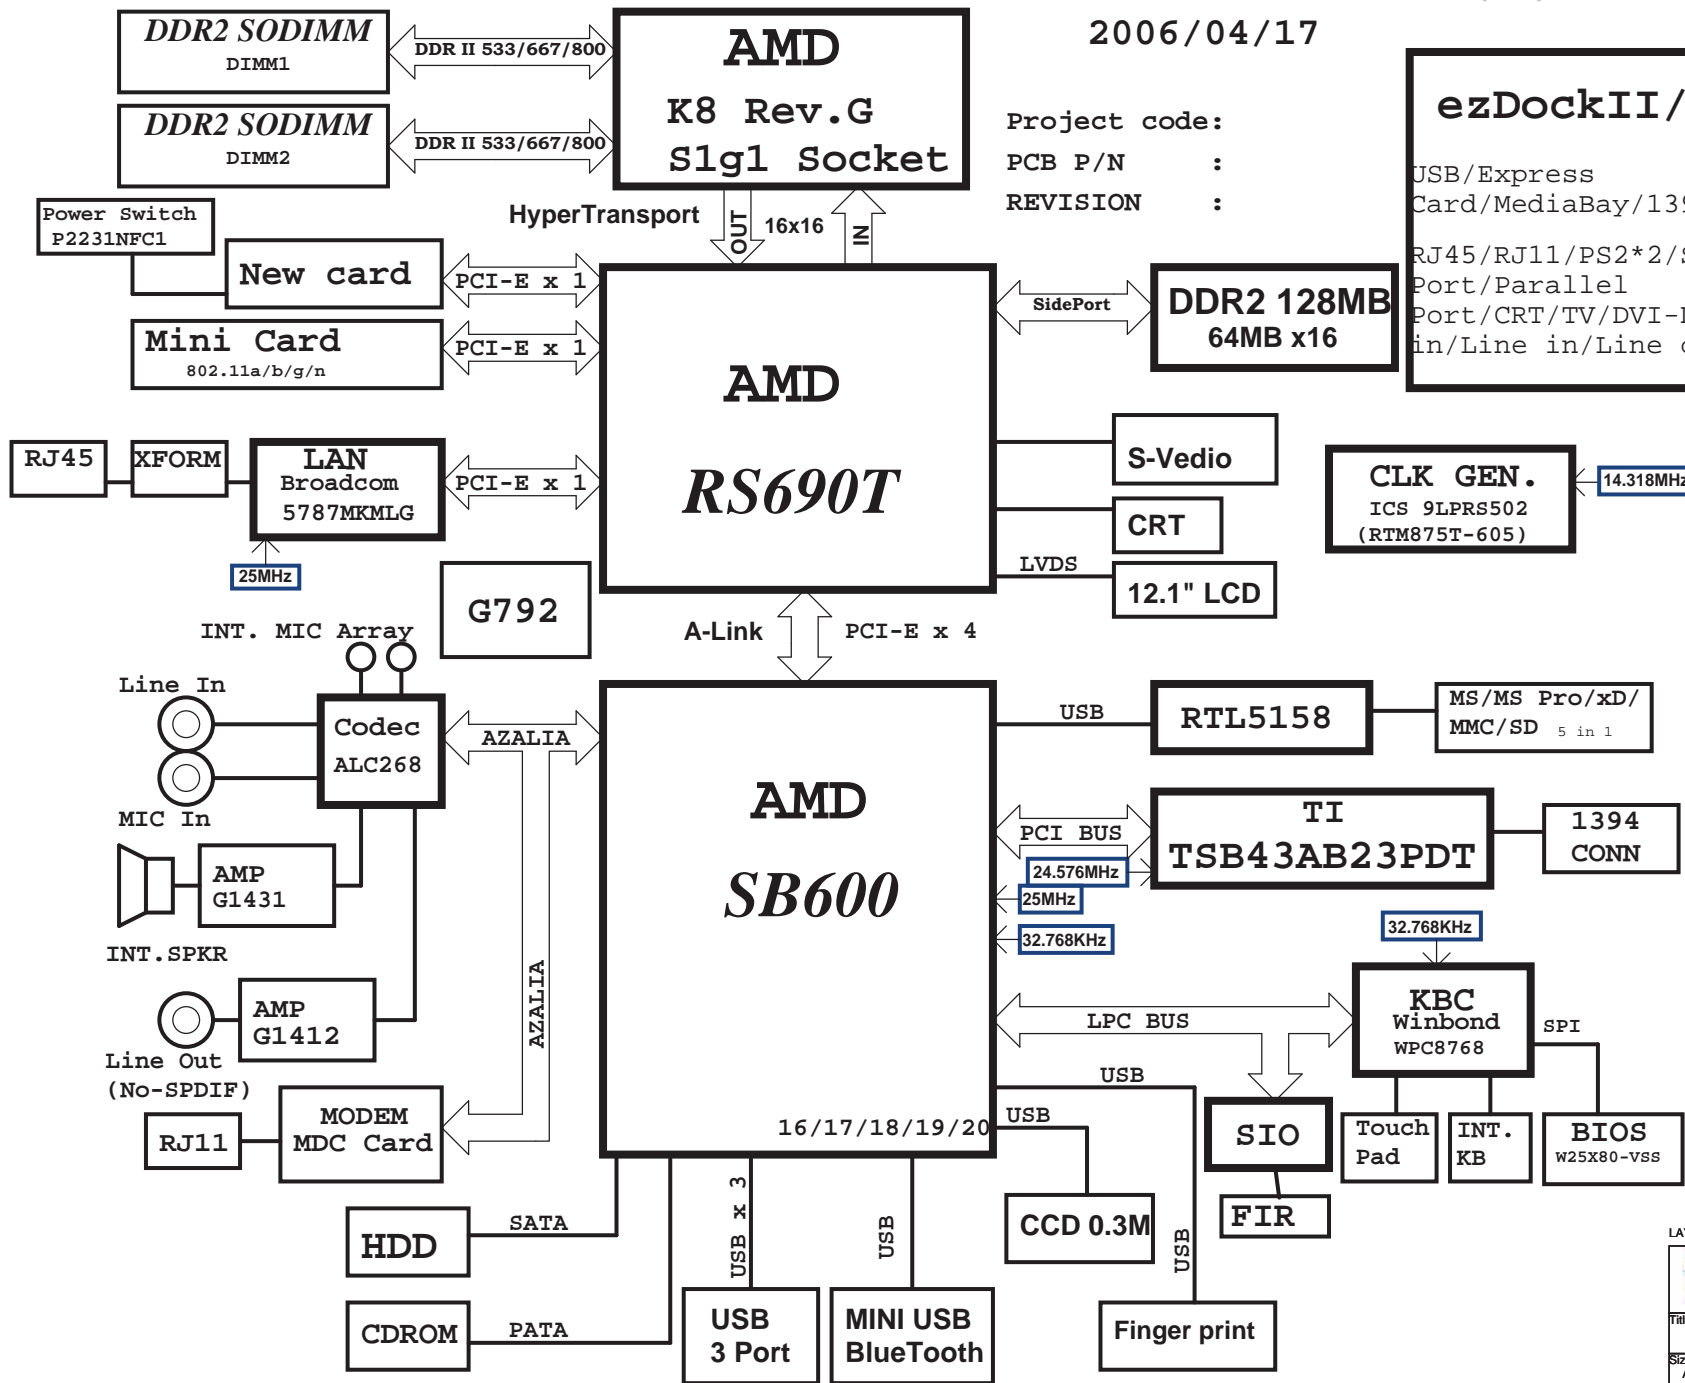 DDR2 SODIMM
DIMM1
DDR II 533/667/800
AMD
K8 Rev.G
S1g1 Socket
2006/04/17
DDR2 SODIMM
DIMM2
DDR II 533/667/800
Project code:
PCB P/N :
REVISION :
ezDockII/
USB/Express
Card/MediaBay/139
RJ45/RJ11/PS2*2/S
Port/Parallel
Port/CRT/TV/DVI-
in/Line in/Line
Power Switch
P2231NFC1
HyperTransport
OUT
16x16
IN
New card
PCI-E x 1
Mini Card
802.11a/b/g/n
PCI-E x 1
AMD
RS690T
SidePort
DDR2 128MB
64MB x16
RJ45
XFORM
LAN
Broadcom
5787MKMLG
PCI-E x 1
25MHz
S-Vedio
CRT
LVDS
12.1" LCD
CLK GEN.
ICS 9LPRS502
(RTM875T-605)
14.318MHz
G792
A-Link
PCI-E x 4
INT. MIC Array
Line In
Codec
ALC268
AZALIA
MIC In
AMP
G1431
INT.SPKR
AMP
G1412
Line Out
(No-SPDIF)
AZALIA
RJ11
MODEM
MDC Card
AMD
SB600
16/17/18/19/20
USB
RTL5158
MS/MS Pro/xD/
MMC/SD 5 in 1
PCI BUS
TI
TSB43AB23PDT
1394
CONN
24.576MHz
25MHz
32.768KHz
32.768KHz
LPC BUS
KBC
Winbond
WPC8768
SPI
USB
USB
SIO
FIR
Touch
Pad
INT.
KB
BIOS
W25X80-VSS
HDD
SATA
CDROM
PATA
USB x 3
USB
3 Port
USB
MINI USB
BlueTooth
CCD 0.3M
USB
Finger print
LA